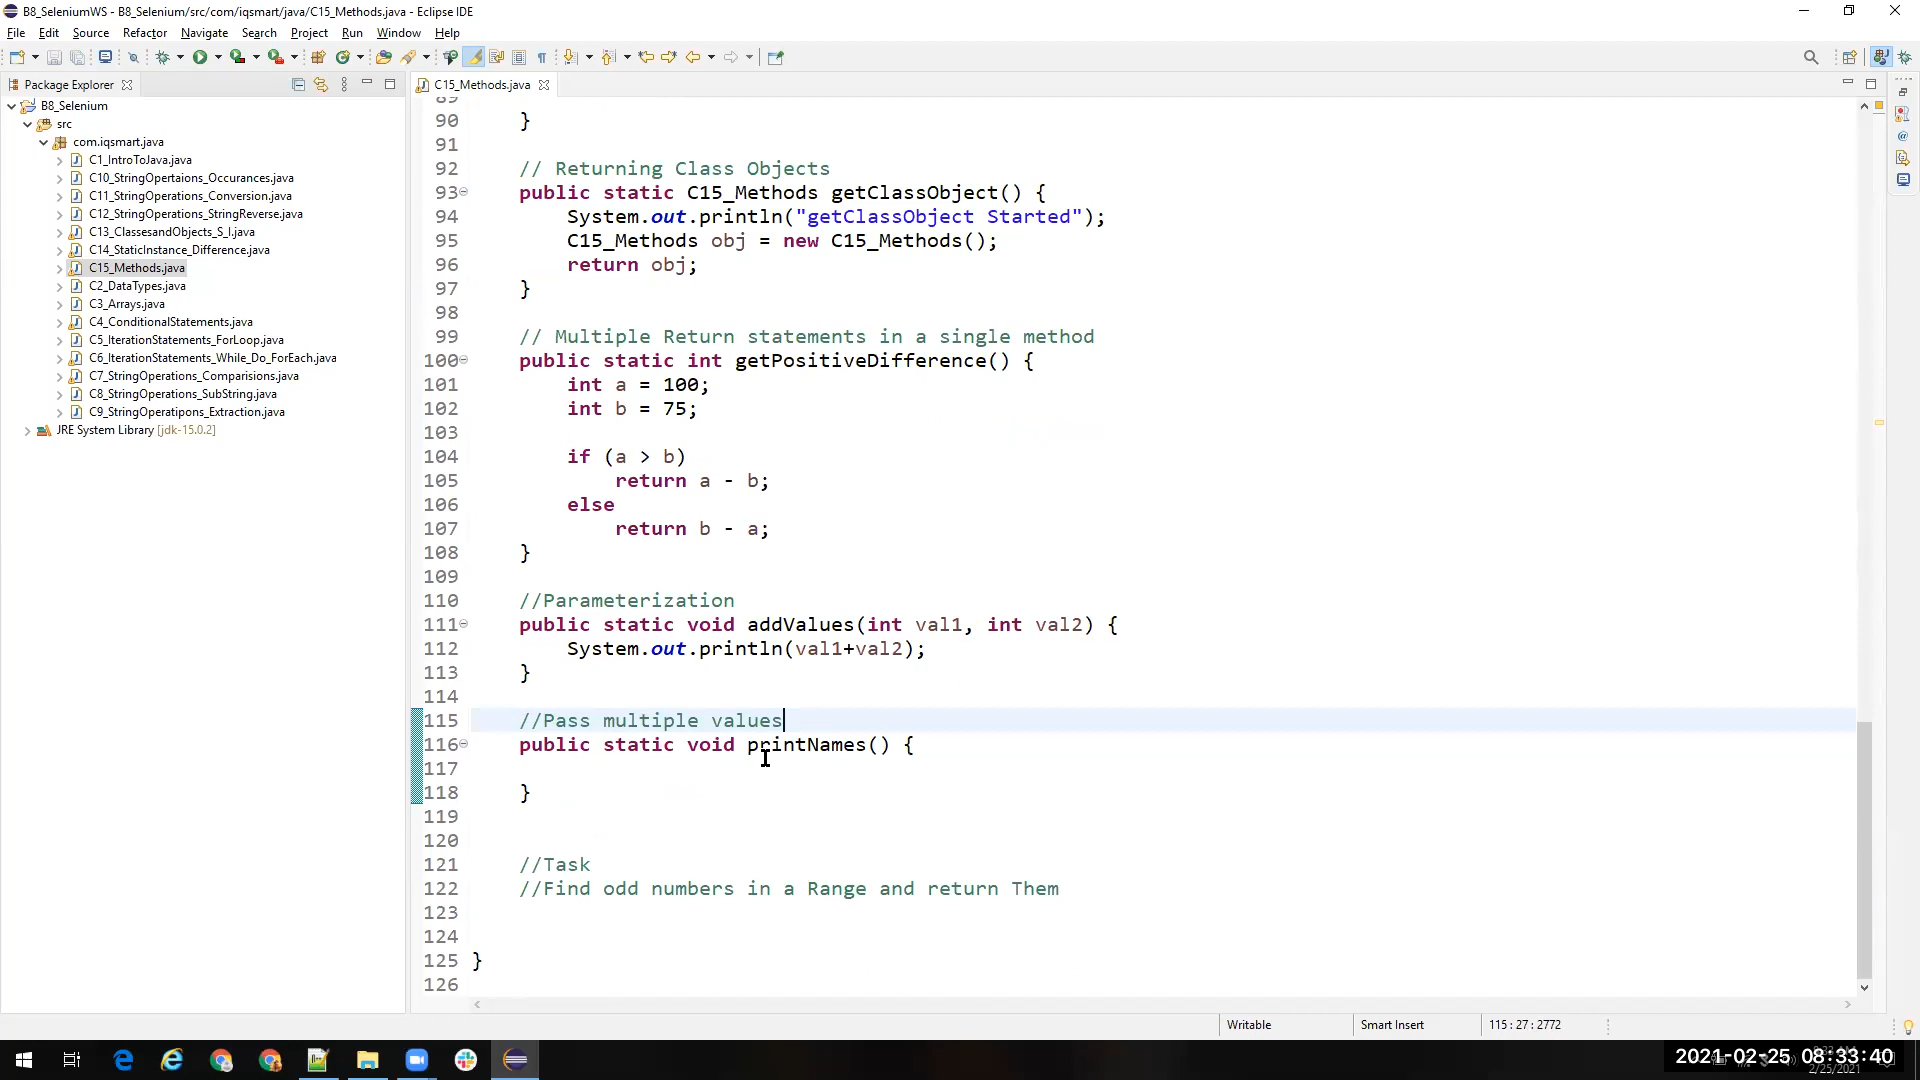 B8_SeleniumWS - B8_Selenium/src/com/iqsmart/java/C15_Methods.java - Eclipse IDE
File Edit Source Refactor Navigate Search Project Run Window Help
Package Explorer
C15_Methods.java
B8_Selenium
src
com.iqsmart.java
C1_IntroToJava.java
C10_StringOpertaions_Occurances.java
C11_StringOperations_Conversion.java
C12_StringOperations_StringReverse.java
C13_ClassesandObjects_S_I.java
C14_StaticInstance_Difference.java
C15_Methods.java
C2_DataTypes.java
C3_Arrays.java
C4_ConditionalStatements.java
C5_IterationStatements_ForLoop.java
C6_IterationStatements_While_Do_ForEach.java
C7_StringOperations_Comparisions.java
C8_StringOperations_SubString.java
C9_StringOperatipons_Extraction.java
JRE System Library [jdk-15.0.2]
89
90 }
91
92 // Returning Class Objects
93 public static C15_Methods getClassObject() {
94 System.out.println("getClassObject Started");
95 C15_Methods obj = new C15_Methods();
96 return obj;
97 }
98
99 // Multiple Return statements in a single method
100 public static int getPositiveDifference() {
101 int a = 100;
102 int b = 75;
103
104 if (a > b)
105 return a - b;
106 else
107 return b - a;
108 }
109
110 //Parameterization
111 public static void addValues(int val1, int val2) {
112 System.out.println(val1+val2);
113 }
114
115 //Pass multiple values
116 public static void printNames() {
117
118 }
119
120
121 //Task
122 //Find odd numbers in a Range and return Them
123
124
125 }
126
Writable Smart Insert 115 : 27 : 2772
2021-02-25 08:33:40
2/25/2021